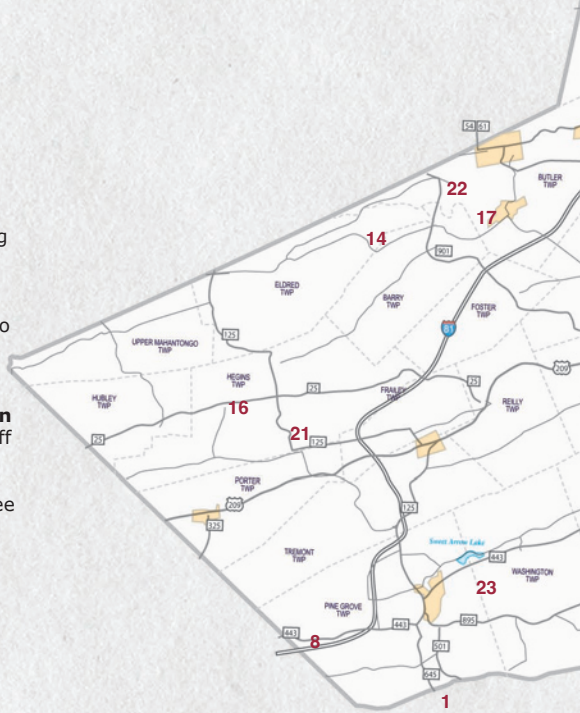 54 61
BUTLER
TWP
22
17
g
14
901
ELDRED
TWP
BARRY
TWP
FOSTER
TWP
o
81
125
UPPER MAHANTONGO
TWP
209
HEGINS
TWP
25
25
FRAILEY
TWP
HUBLEY
TWP
16
REILLY
TWP
n
ff
25
21
125
PORTER
TWP
209
ee
125
125
Sweet Arrow Lake
443
TREMONT
TWP
WASHINGTON
TWP
23
PINE GROVE
TWP
443
895
443
8
501
645
1